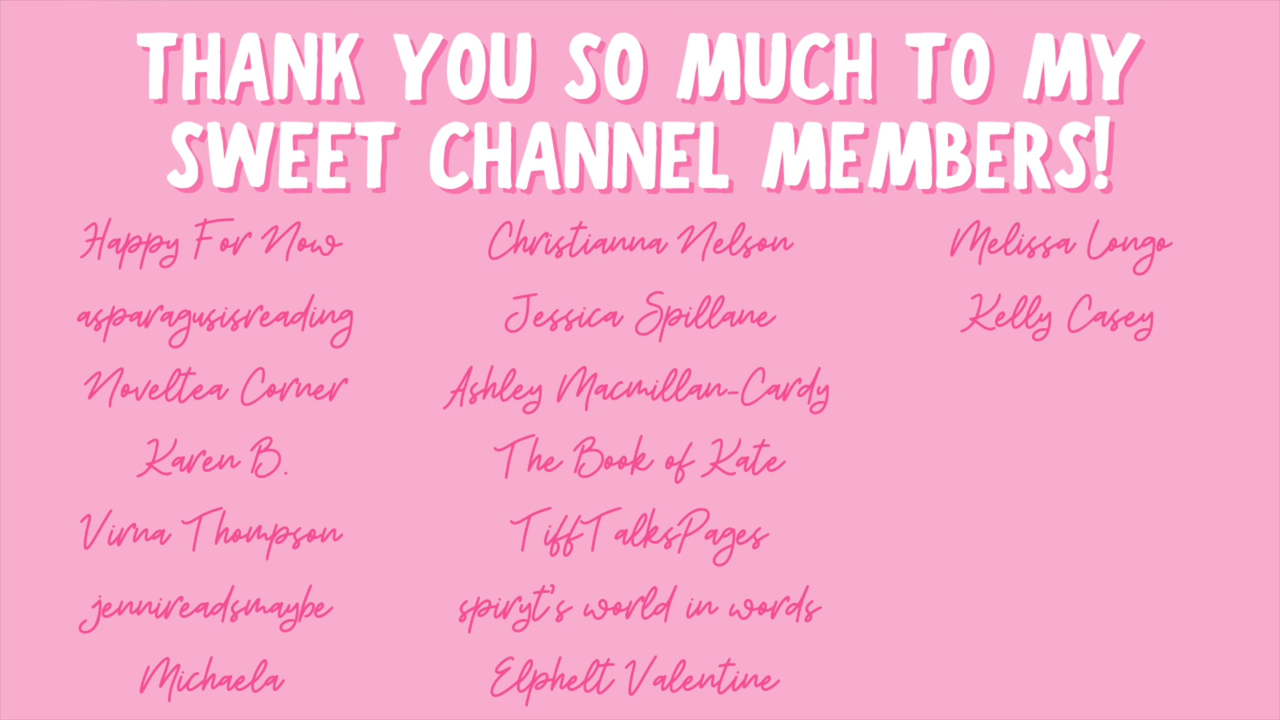 THANK YOU SO MUCH TO MY
SWEET CHANNEL MEMBERS!
Happy For Now
asparagusisreading
Noveltea Corner
Karen B.
Virna Thompson
jennireadsmaybe
Michaela
Christianna Nelson
Jessica Spillane
Ashley Macmillan-Cardy
The Book of Kate
TiffTalksPages
spiryt's world in words
Elphelt Valentine
Melissa Longo
Kelly Casey